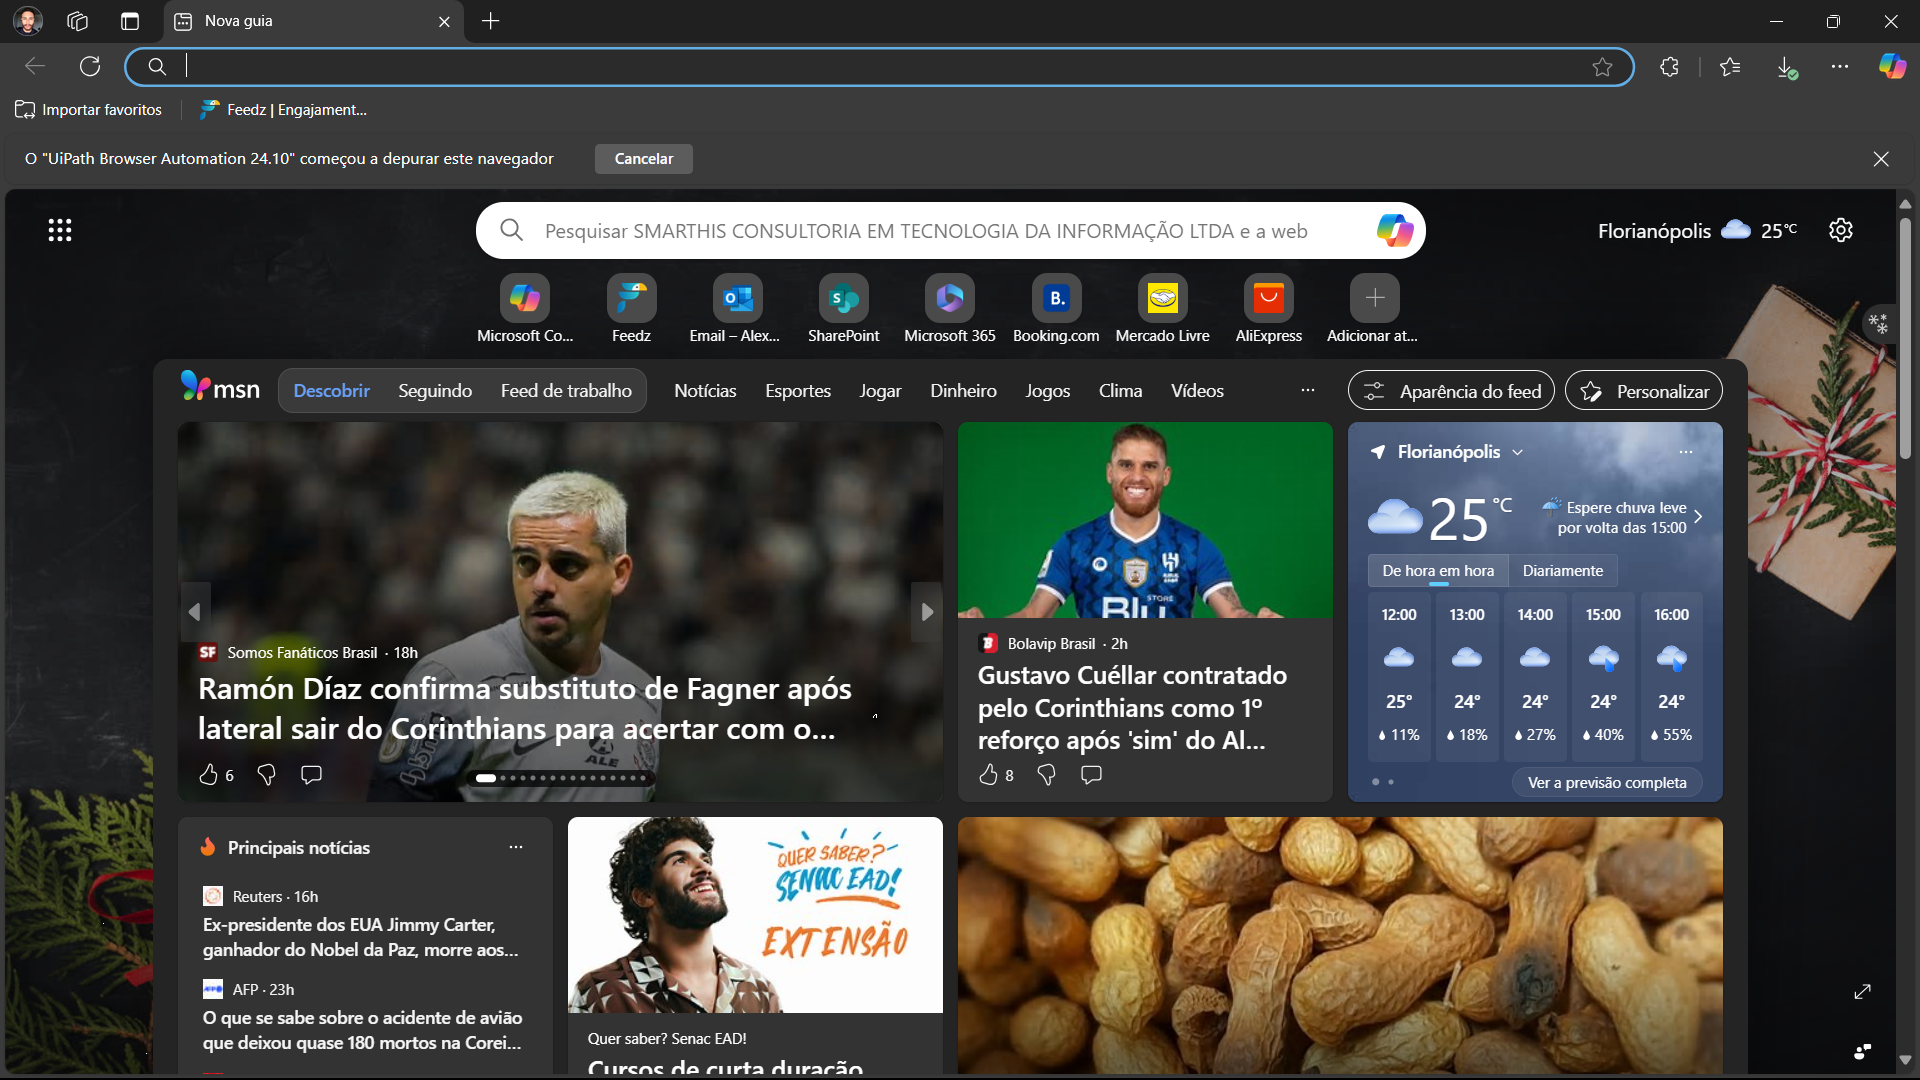 Nova guia
Importar favoritos
Feedz | Engajament...
O "UiPath Browser Automation 24.10" começou a depurar este navegador
Cancelar
Pesquisar SMARTHIS CONSULTORIA EM TECNOLOGIA DA INFORMAÇÃO LTDA e a web
Florianópolis 25°C
Microsoft Co...
Feedz
Email – Alex...
SharePoint
Microsoft 365
Booking.com
Mercado Livre
AliExpress
Adicionar at...
msn
Descobrir
Seguindo
Feed de trabalho
Notícias
Esportes
Jogar
Dinheiro
Jogos
Clima
Vídeos
Aparência do feed
Personalizar
SF Somos Fanáticos Brasil · 18h
Ramón Díaz confirma substituto de Fagner após
lateral sair do Corinthians para acertar com o...
6
ALE
STORE
Blu
B Bolavip Brasil · 2h
Gustavo Cuéllar contratado
pelo Corinthians como 1º
reforço após 'sim' do Al...
8
Florianópolis
25°C
Espere chuva leve
por volta das 15:00
De hora em hora
Diariamente
12:00 13:00 14:00 15:00 16:00
25° 24° 24° 24° 24°
11% 18% 27% 40% 55%
Ver a previsão completa
Principais notícias
Reuters · 16h
Ex-presidente dos EUA Jimmy Carter,
ganhador do Nobel da Paz, morre aos...
AFP AFP · 23h
O que se sabe sobre o acidente de avião
que deixou quase 180 mortos na Corei...
QUER SABER?
SENAC EAD!
EXTENSÃO
Quer saber? Senac EAD!
Cursos de curta duração